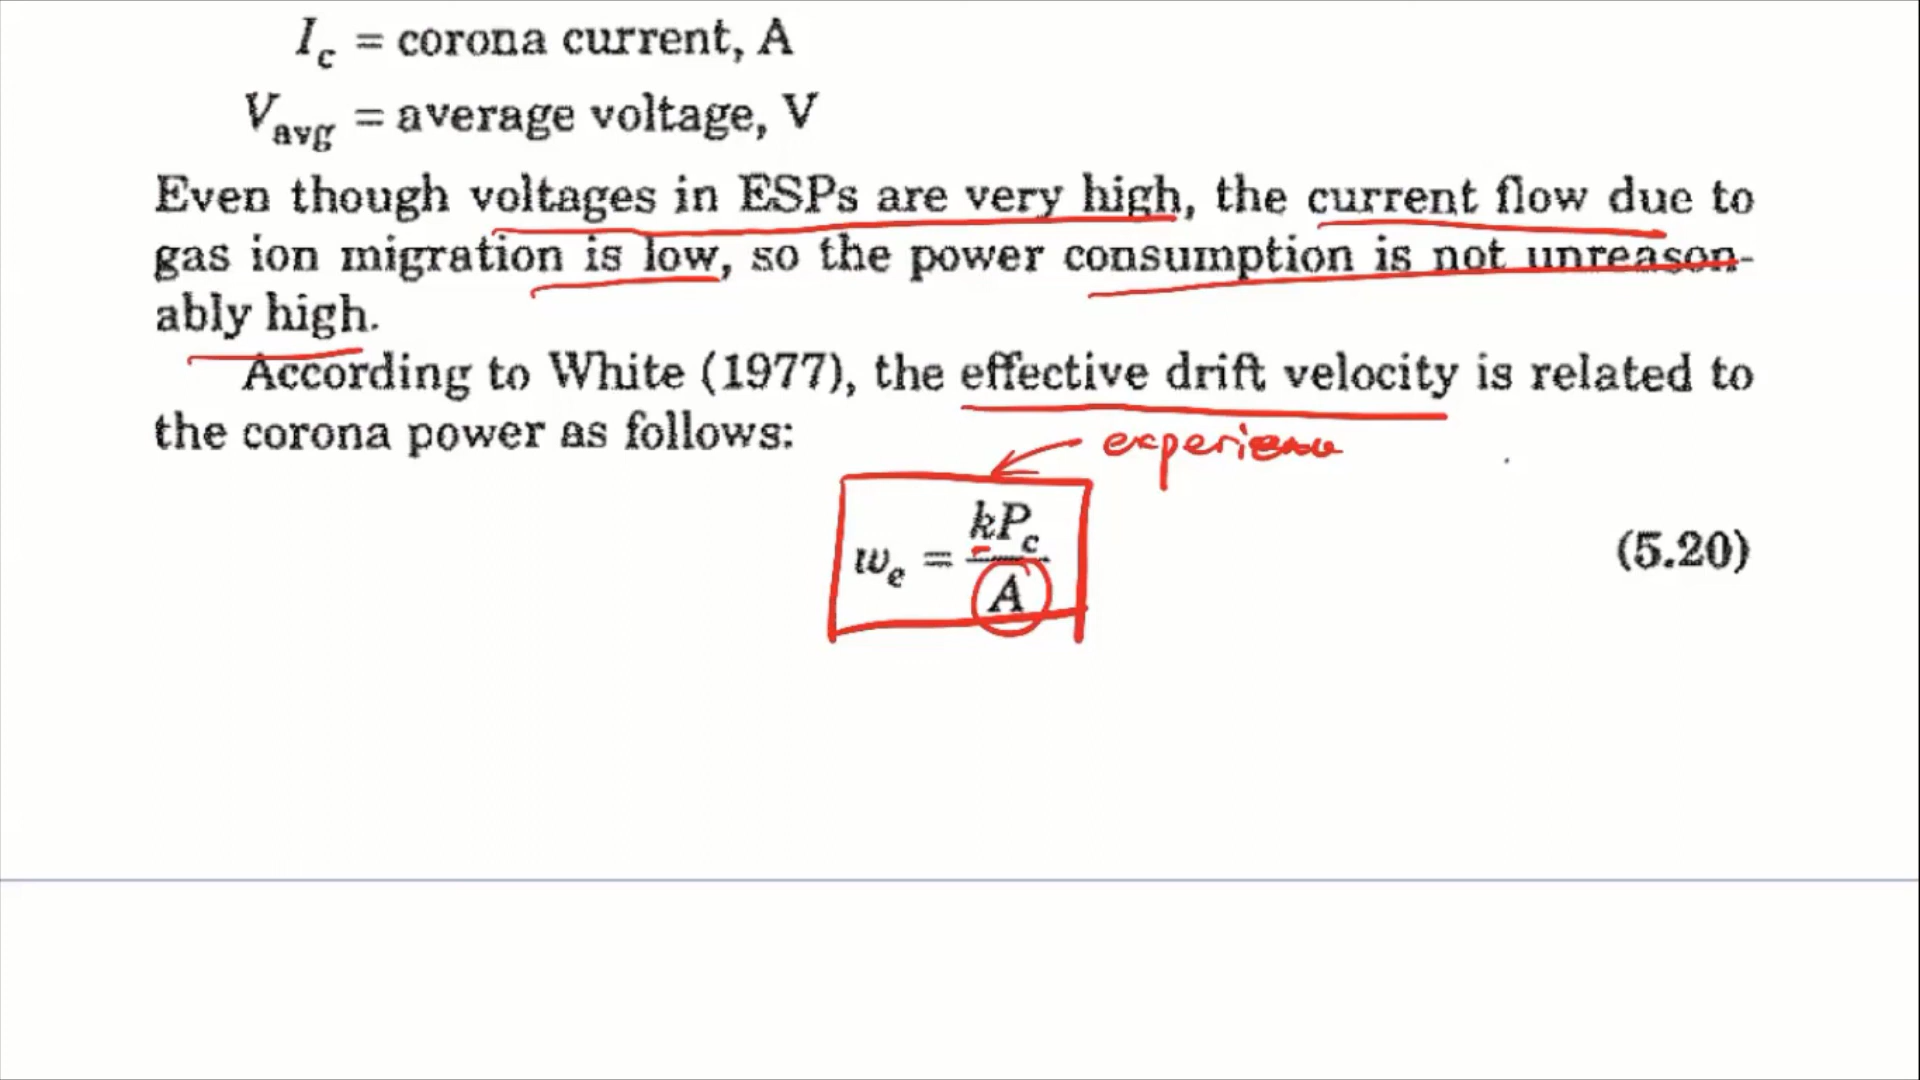 I_c = corona current, A
V_avg = average voltage, V
Even though voltages in ESPs are very high, the current flow due to
gas ion migration is low, so the power consumption is not unreason-
ably high.
According to White (1977), the effective drift velocity is related to
the corona power as follows:
experience
w_e = kP_c / A (5.20)